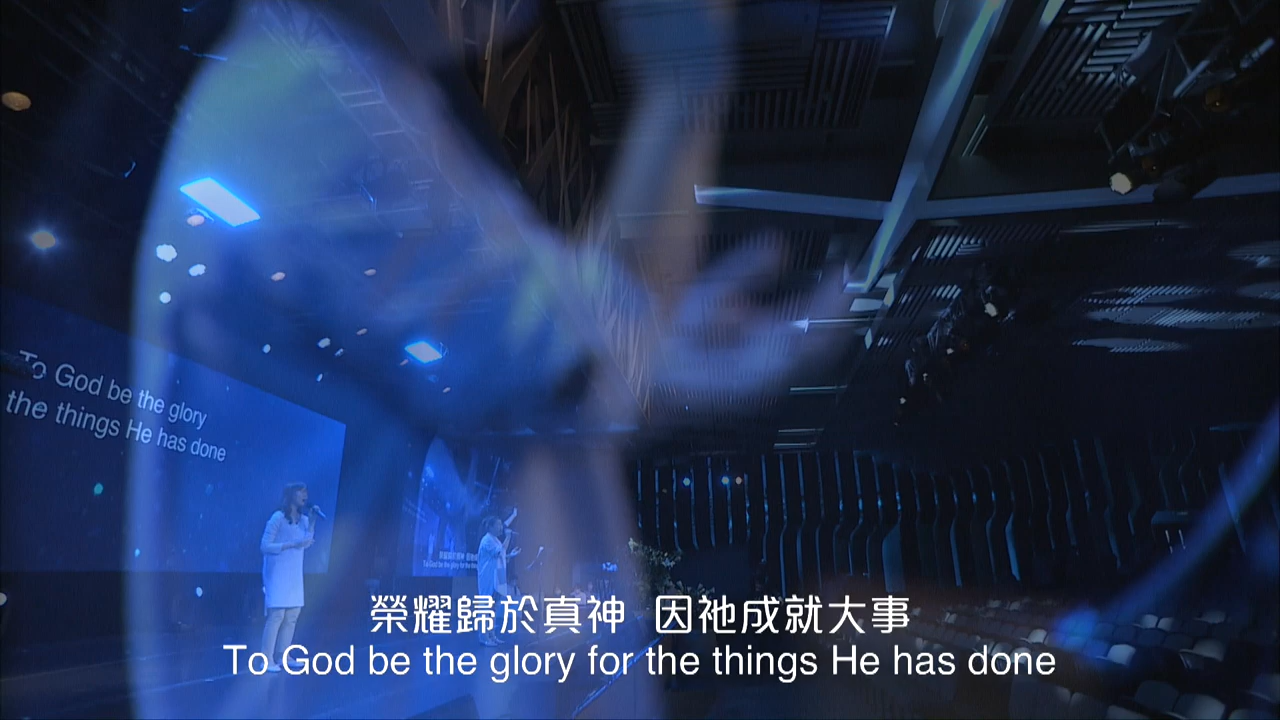 To God be the glory
the things He has done
榮耀歸於真神 因祂成就大事
To God be the glory for the things He has done